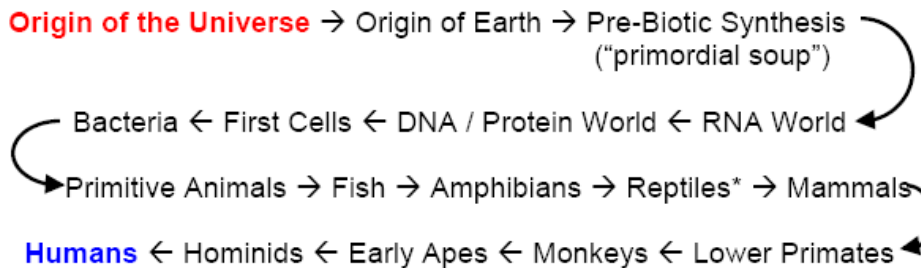 Origin of the Universe → Origin of Earth → Pre-Biotic Synthesis
(“primordial soup”)
Bacteria ← First Cells ← DNA / Protein World ← RNA World
Primitive Animals → Fish → Amphibians → Reptiles* → Mammals
Humans ← Hominids ← Early Apes ← Monkeys ← Lower Primates